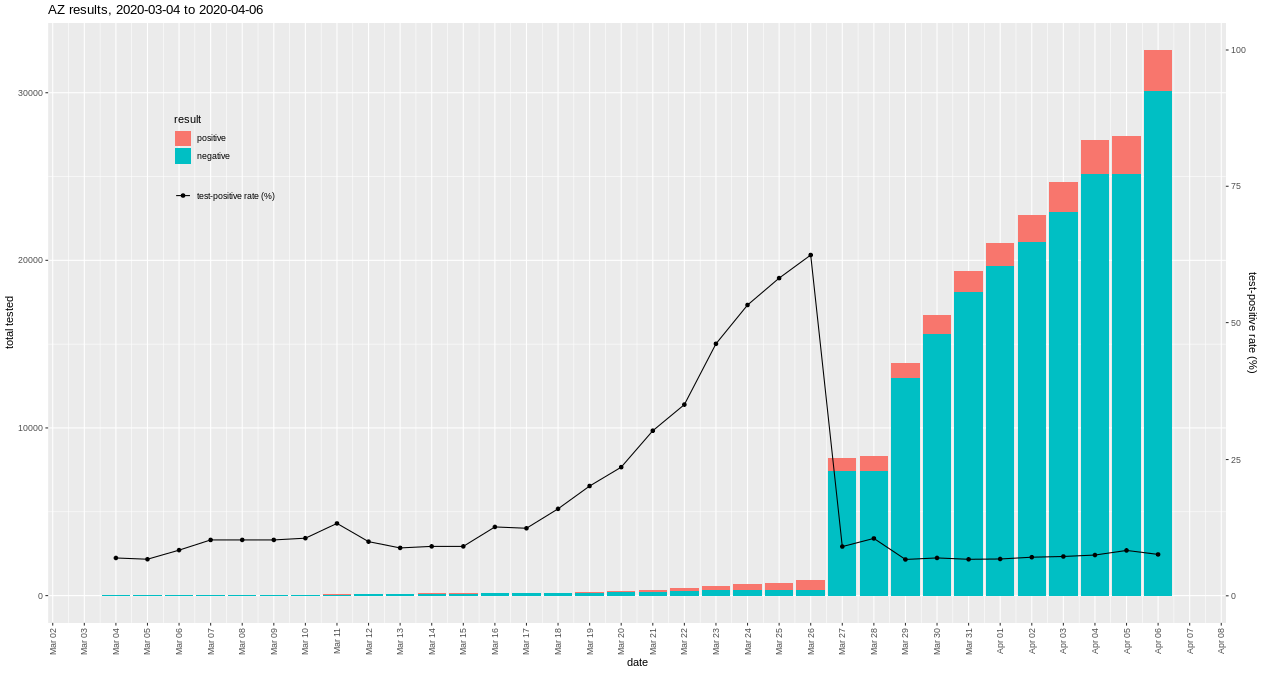 AZ results, 2020-03-04 to 2020-04-06
total tested
30000
20000
10000
0
result
positive
negative
test-positive rate (%)
100
75
50
25
0
test-positive rate (%)
Mar 02
Mar 03
Mar 04
Mar 05
Mar 06
Mar 07
Mar 08
Mar 09
Mar 10
Mar 11
Mar 12
Mar 13
Mar 14
Mar 15
Mar 16
Mar 17
Mar 18
Mar 19
Mar 20
Mar 21
Mar 22
Mar 23
Mar 24
Mar 25
Mar 26
Mar 27
Mar 28
Mar 29
Mar 30
Mar 31
Apr 01
Apr 02
Apr 03
Apr 04
Apr 05
Apr 06
Apr 07
Apr 08
date